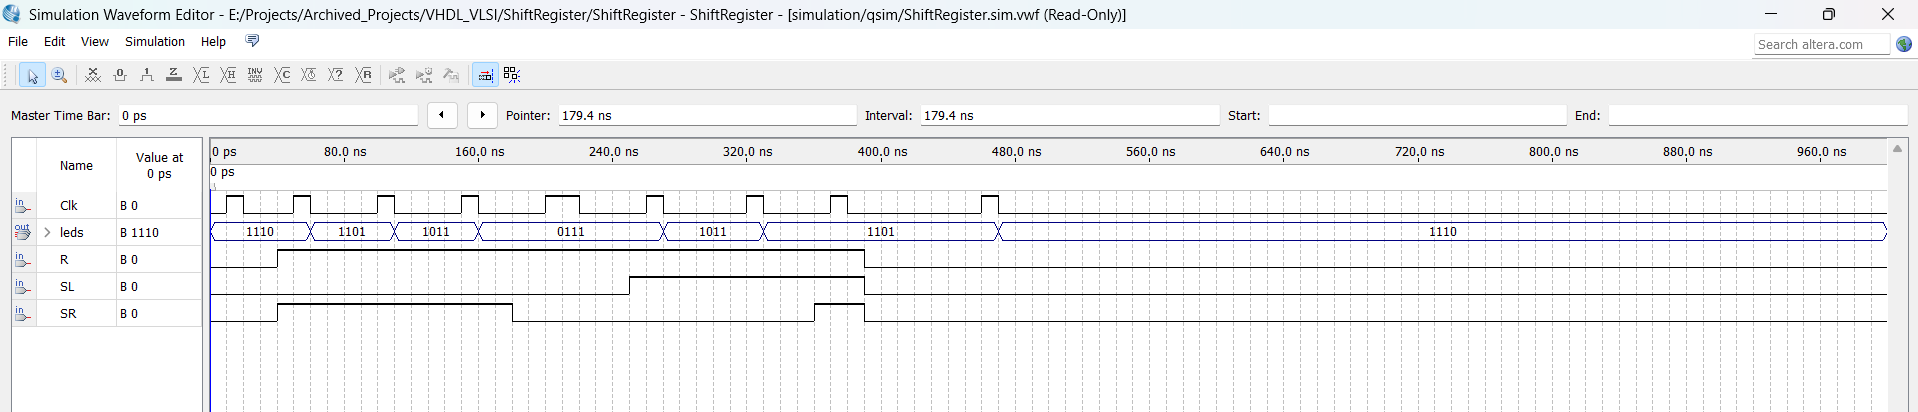 Simulation Waveform Editor - E:/Projects/Archived_Projects/VHDL_VLSI/ShiftRegister/ShiftRegister - ShiftRegister - [simulation/qsim/ShiftRegister.sim.vwf (Read-Only)]
File Edit View Simulation Help
Search altera.com
Master Time Bar: 0 ps Pointer: 179.4 ns Interval: 179.4 ns Start: End:
Name Value at 0 ps
0 ps 80.0 ns 160.0 ns 240.0 ns 320.0 ns 400.0 ns 480.0 ns 560.0 ns 640.0 ns 720.0 ns 800.0 ns 880.0 ns 960.0 ns
0 ps
in Clk B 0
out leds B 1110 1110 1101 1011 0111 1011 1101 1110
in R B 0
in SL B 0
in SR B 0